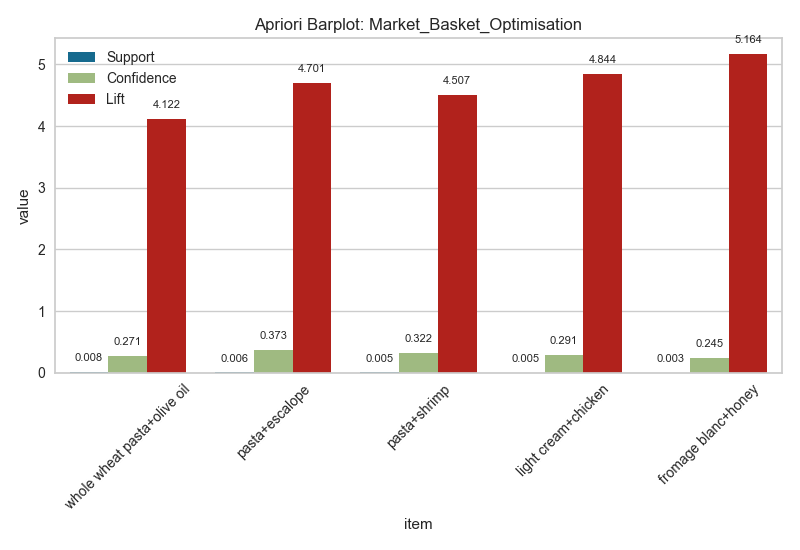 Apriori Barplot: Market_Basket_Optimisation
Support
Confidence
Lift
value
5
4
3
2
1
0
0.008
0.271
4.122
0.006
0.373
4.701
0.005
0.322
4.507
0.005
0.291
4.844
0.003
0.245
5.164
whole wheat pasta+olive oil
pasta+escalope
pasta+shrimp
light cream+chicken
fromage blanc+honey
item